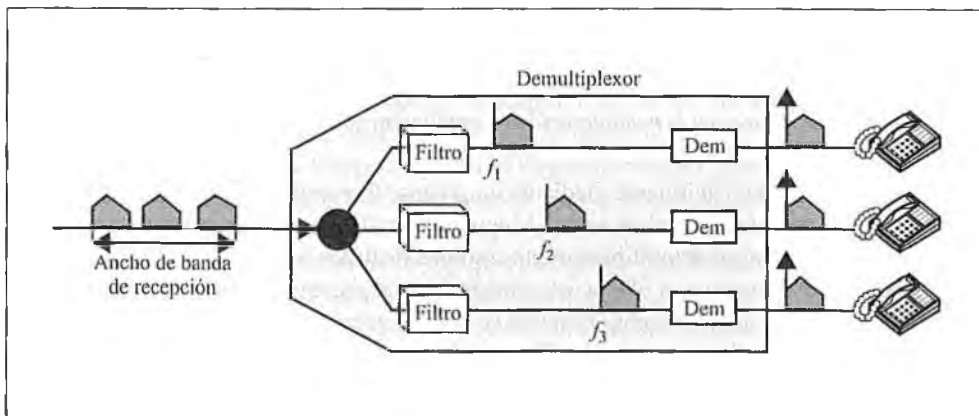 Demultiplexor
Filtro
f1
Dem
Ancho de banda
de recepción
Filtro
f2
Dem
Filtro
f3
Dem